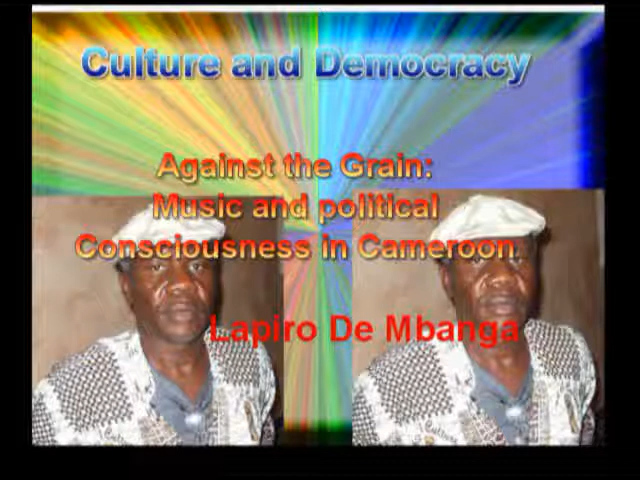 Culture and Democracy
Against the Grain:
Music and political
Consciousness in Cameroon
Lapiro De Mbanga